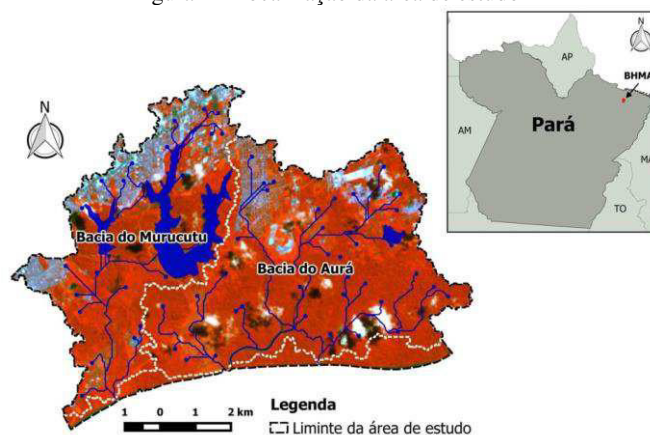 N
AP
BHMA
Pará
AM
MA
TO
N
Bacia do Murucutu
Bacia do Aurá
1 0 1 2 km
Legenda
Liminte da área de estudo